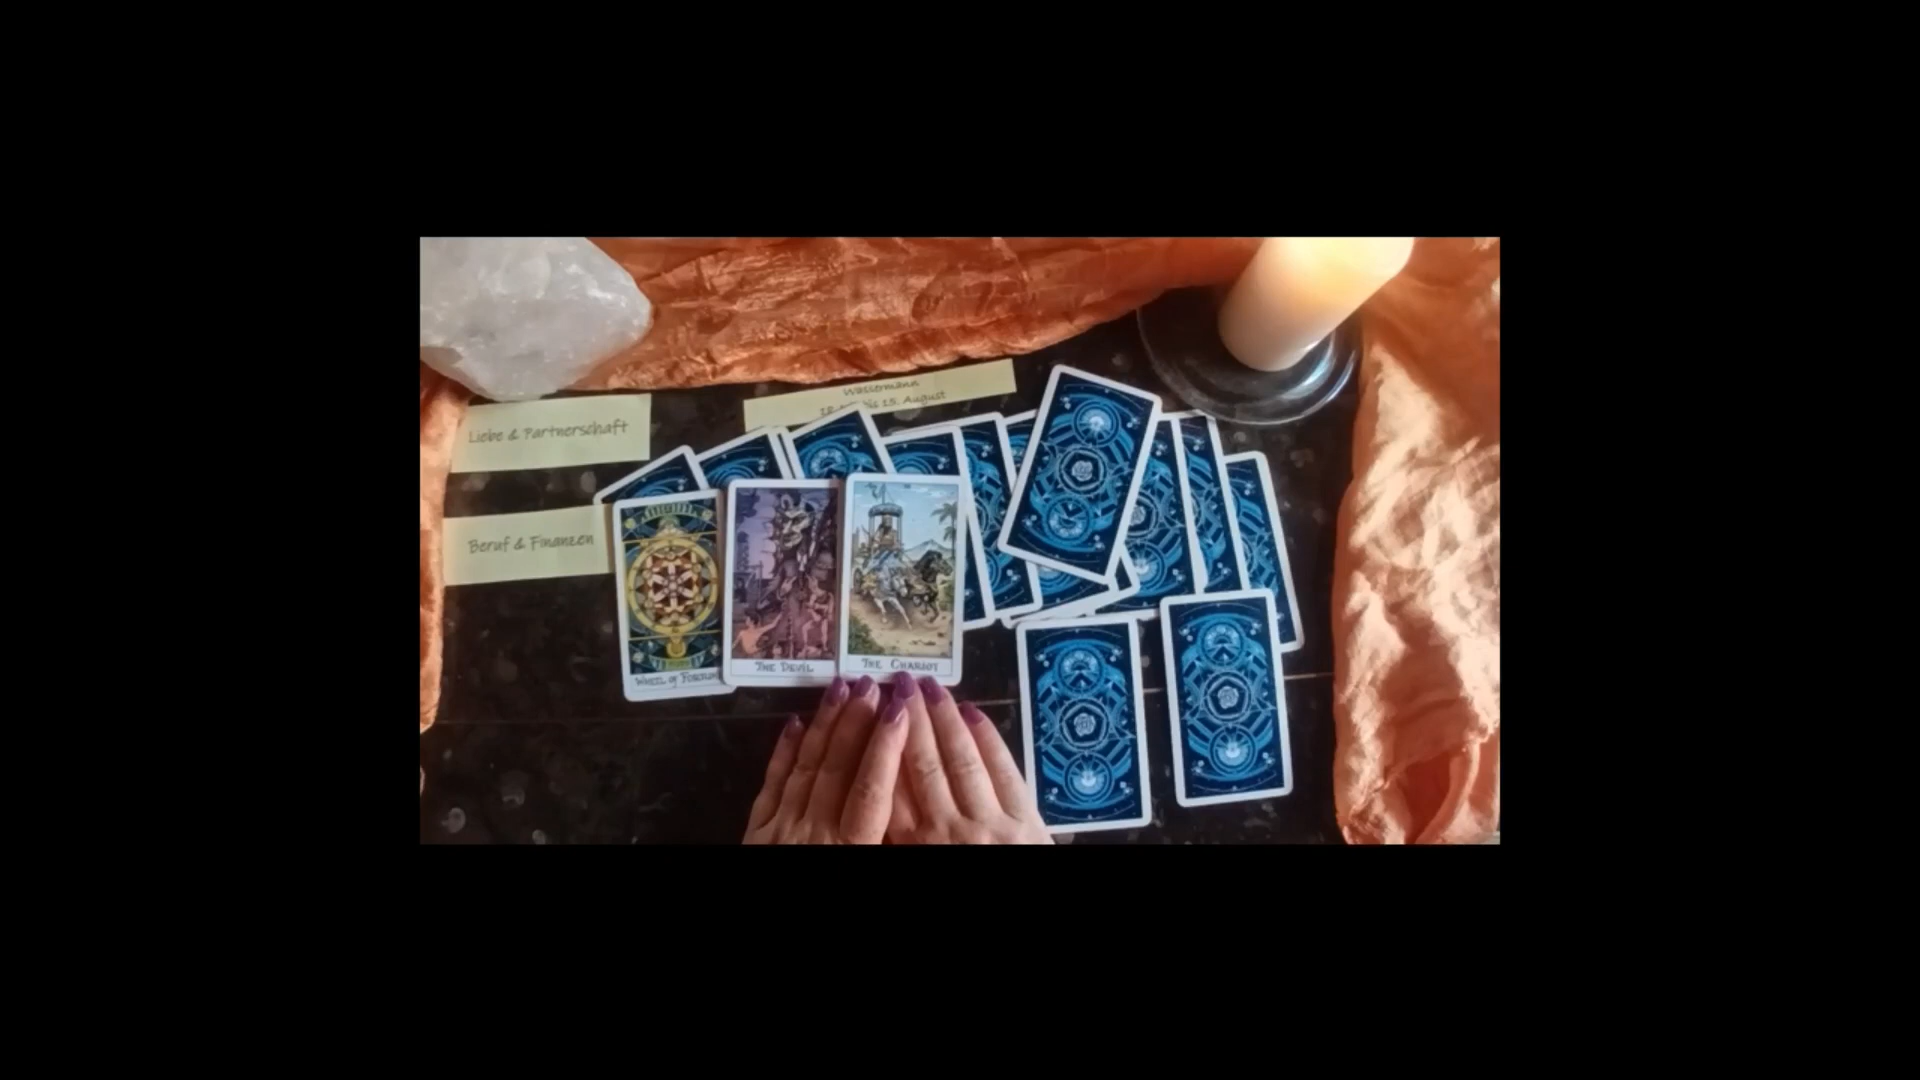 Wassermann
bis 15. August
Liebe & Partnerschaft
Beruf & Finanzen
WHEEL of FORTUNE
THE DEVIL
THE CHARIOT